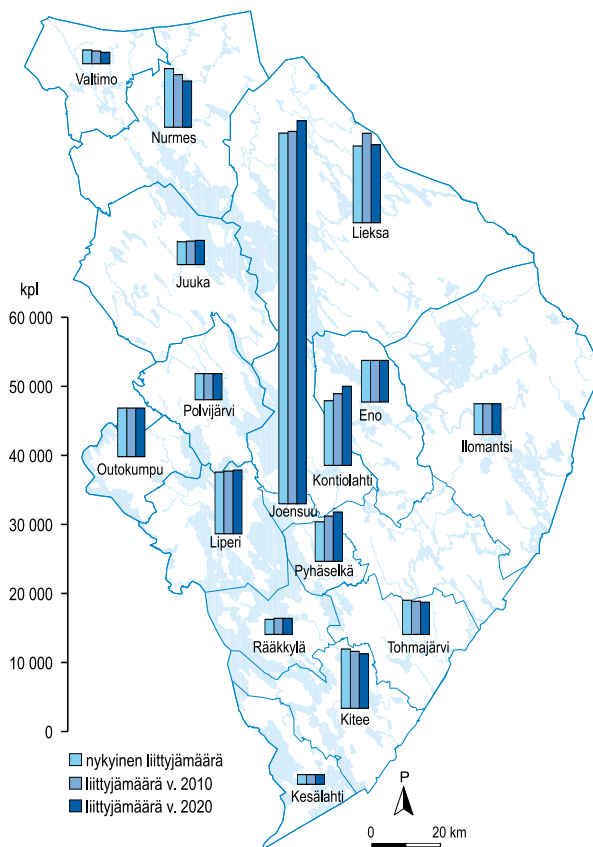 Valtimo
Nurmes
Lieksa
Juuka
kpl
60 000
50 000
40 000
30 000
20 000
10 000
0
Polvijärvi
Eno
Ilomantsi
Outokumpu
Kontiolahti
Joensuu
Liperi
Pyhäselkä
Rääkkylä
Tohmajärvi
Kitee
Kesälahti
nykyinen liittyjämäärä
liittyjämäärä v. 2010
liittyjämäärä v. 2020
P
0 20 km